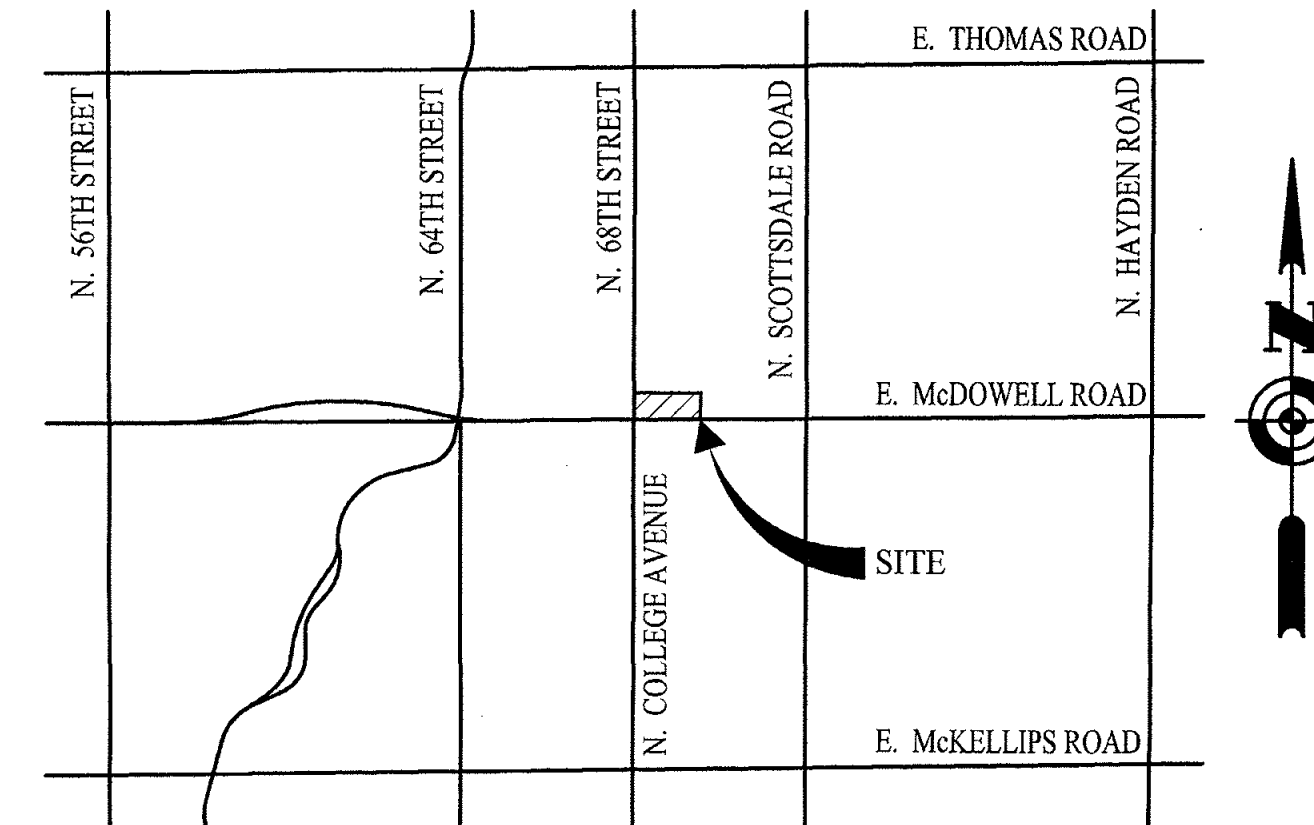 E. THOMAS ROAD
N. 56TH STREET
N. 64TH STREET
N. 68TH STREET
N. SCOTTSDALE ROAD
N. HAYDEN ROAD
N
E. McDOWELL ROAD
N. COLLEGE AVENUE
SITE
E. McKELLIPS ROAD